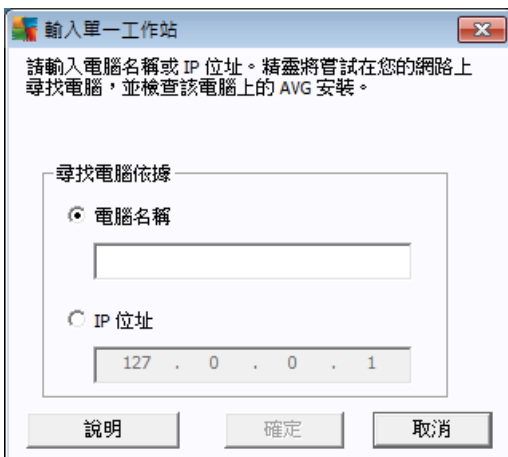 輸入單一工作站
請輸入電腦名稱或 IP 位址。精靈將嘗試在您的網路上
尋找電腦，並檢查該電腦上的 AVG 安裝。
尋找電腦依據
電腦名稱
IP 位址
127 . 0 . 0 . 1
說明
確定
取消